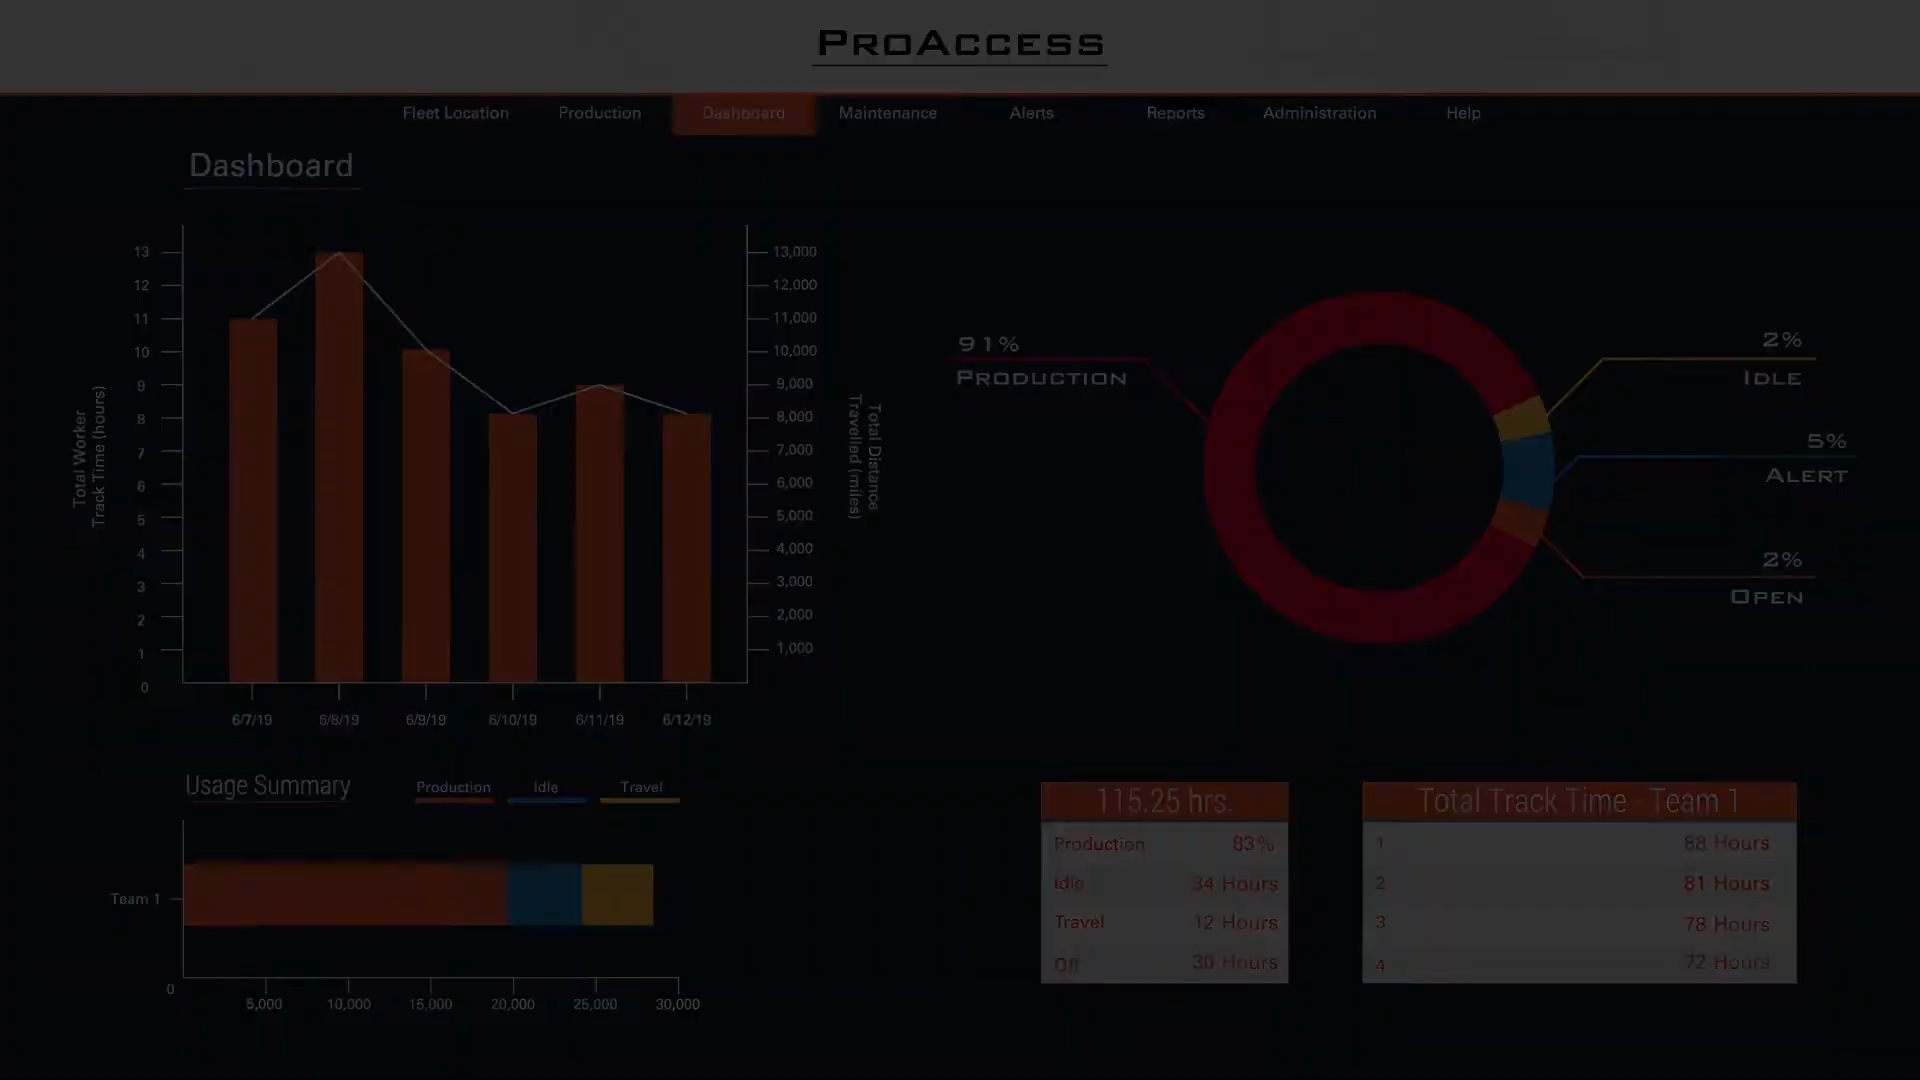 ProAccess
Fleet Location Production Dashboard Maintenance Alerts Reports Administration Help
Dashboard
13
12
11
10
9
8
7
6
5
4
3
2
1
0
Total Worker
Track Time (hours)
13,000
12,000
11,000
10,000
9,000
8,000
7,000
6,000
5,000
4,000
3,000
2,000
1,000
Total Distance
Travelled (miles)
6/7/19 6/8/19 6/9/19 6/10/19 6/11/19 6/12/19
91%
Production
2%
Idle
5%
Alert
2%
Open
Usage Summary
Production Idle Travel
Team 1
0
5,000 10,000 15,000 20,000 25,000 30,000
115.25 hrs.
Production 83%
Idle 34 Hours
Travel 12 Hours
Off 30 Hours
Total Track Time - Team 1
1 88 Hours
2 81 Hours
3 78 Hours
4 72 Hours